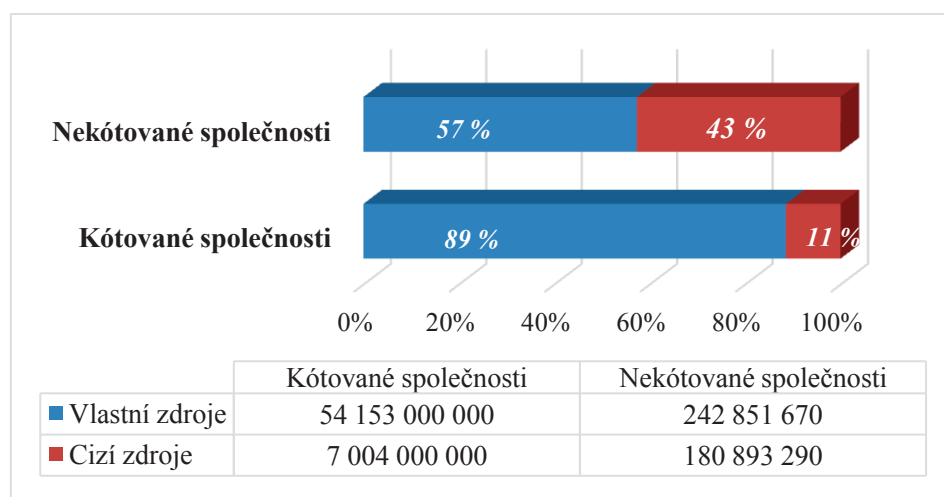 Nekótované společnosti 57 % 43 %
Kótované společnosti 89 % 11 %
0% 20% 40% 60% 80% 100%
Kótované společnosti Nekótované společnosti
Vlastní zdroje 54 153 000 000 242 851 670
Cizí zdroje 7 004 000 000 180 893 290